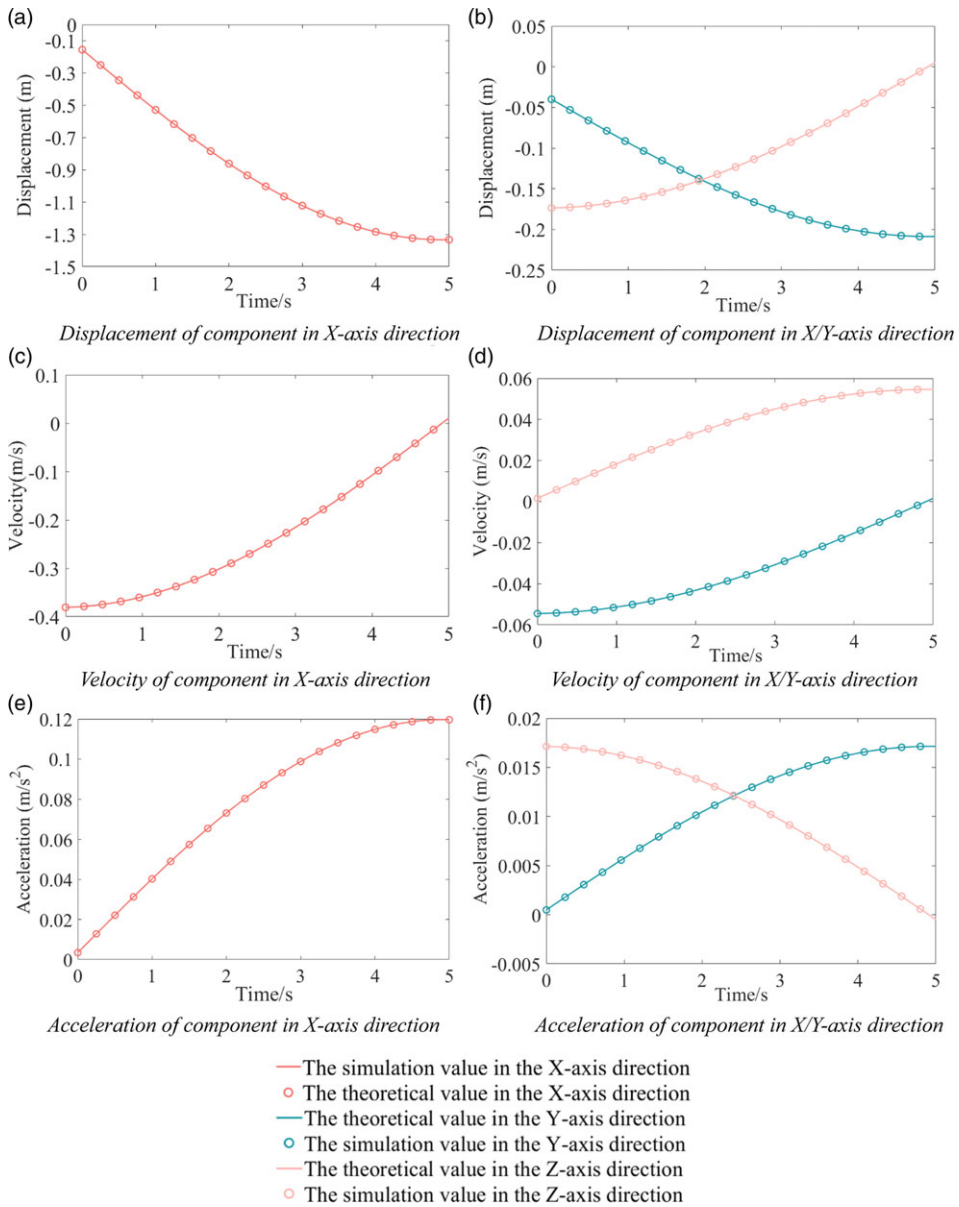 (a)
0
-0.1
-0.3
-0.5
-0.7
-0.9
-1.1
-1.3
-1.5
Displacement (m)
0 1 2 3 4 5
Time/s
Displacement of component in X-axis direction
(b)
0
-0.05
-0.1
-0.15
-0.2
-0.25
Displacement (m)
0 1 2 3 4 5
Time/s
Displacement of component in X/Y-axis direction
(c)
0.1
0
-0.1
-0.2
-0.3
-0.4
Velocity(m/s)
0 1 2 3 4 5
Time/s
Velocity of component in X-axis direction
(d)
0.06
0.04
0.02
0
-0.02
-0.04
-0.06
Velocity (m/s)
0 1 2 3 4 5
Time/s
Velocity of component in X/Y-axis direction
(e)
0.12
0.1
0.08
0.06
0.04
0.02
0
Acceleration (m/s²)
0 1 2 3 4 5
Time/s
Acceleration of component in X-axis direction
(f)
0.02
0.015
0.01
0.005
0
-0.005
Acceleration (m/s²)
0 1 2 3 4 5
Time/s
Acceleration of component in X/Y-axis direction
The simulation value in the X-axis direction
The theoretical value in the X-axis direction
The theoretical value in the Y-axis direction
The simulation value in the Y-axis direction
The theoretical value in the Z-axis direction
The simulation value in the Z-axis direction